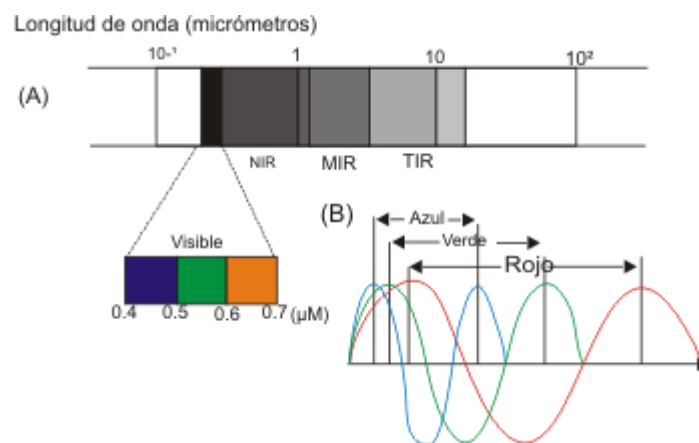 Longitud de onda (micrómetros)
10⁻¹ 1 10 10²
(A)
NIR MIR TIR
Visible
0.4 0.5 0.6 0.7 (µM)
(B)
Azul
Verde
Rojo